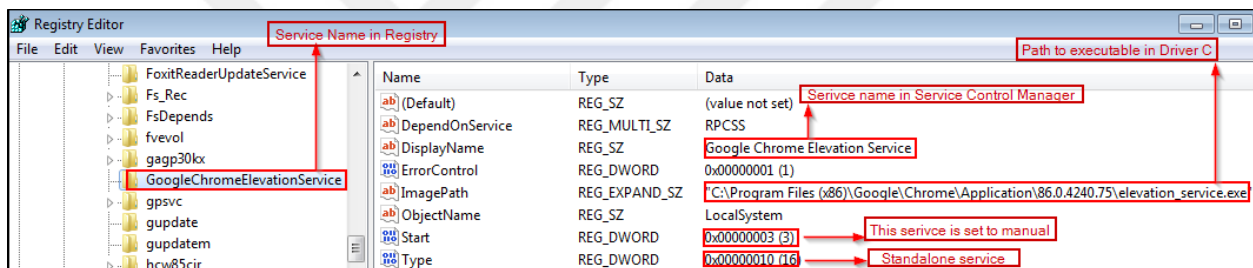 Registry Editor
Service Name in Registry
File Edit View Favorites Help
Path to executable in Driver C
FoxitReaderUpdateService
Fs_Rec
FsDepends
fvevol
gagp30kx
GoogleChromeElevationService
gpsvc
gupdate
gupdatem
hcw85cir
Name Type Data
(Default) REG_SZ (value not set)
Serivce name in Service Control Manager
DependOnService REG_MULTI_SZ RPCSS
DisplayName REG_SZ Google Chrome Elevation Service
ErrorControl REG_DWORD 0x00000001 (1)
ImagePath REG_EXPAND_SZ "C:\Program Files (x86)\Google\Chrome\Application\86.0.4240.75\elevation_service.exe"
ObjectName REG_SZ LocalSystem
Start REG_DWORD 0x00000003 (3) This serivce is set to manual
Type REG_DWORD 0x00000010 (16) Standalone service